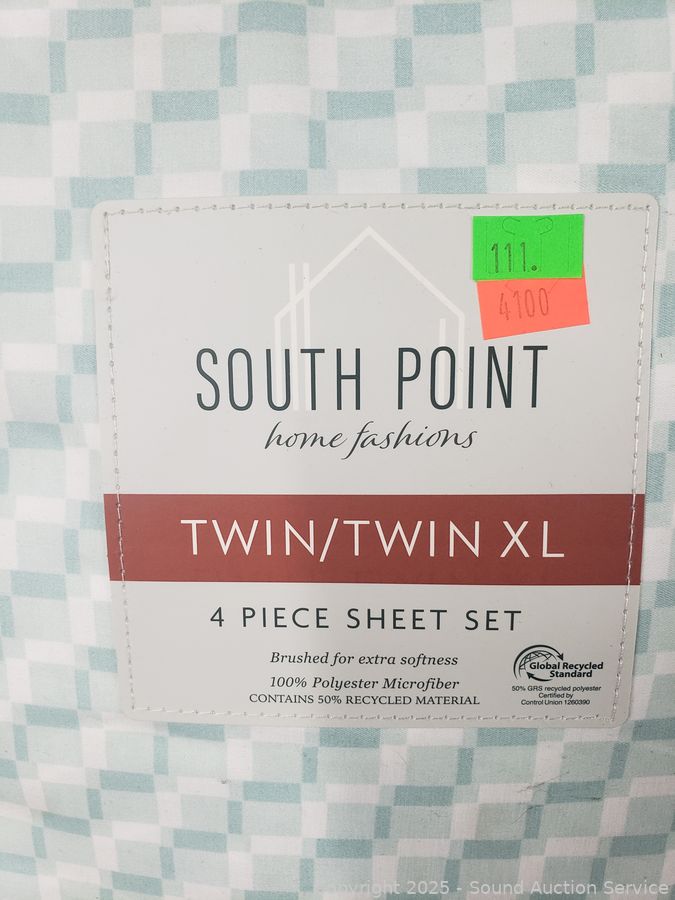 111.
4100
SOUTH POINT
home fashions
TWIN/TWIN XL
4 PIECE SHEET SET
Brushed for extra softness
100% Polyester Microfiber
CONTAINS 50% RECYCLED MATERIAL
Global Recycled
Standard
50% GRS recycled polyester
Certified by
Control Union 1260390
Copyright 2025 - Sound Auction Service